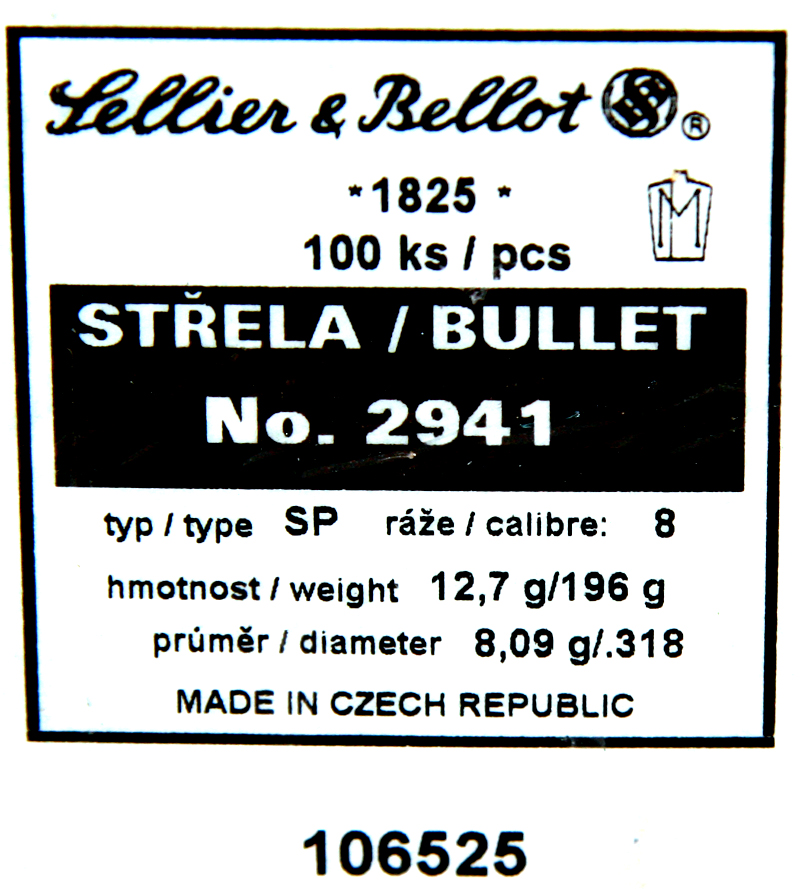 Sellier & Bellot ®
* 1825 *
100 ks / pcs
STŘELA / BULLET
No. 2941
typ / type SP ráže / calibre: 8
hmotnost / weight 12,7 g/196 g
průměr / diameter 8,09 g/.318
MADE IN CZECH REPUBLIC
106525